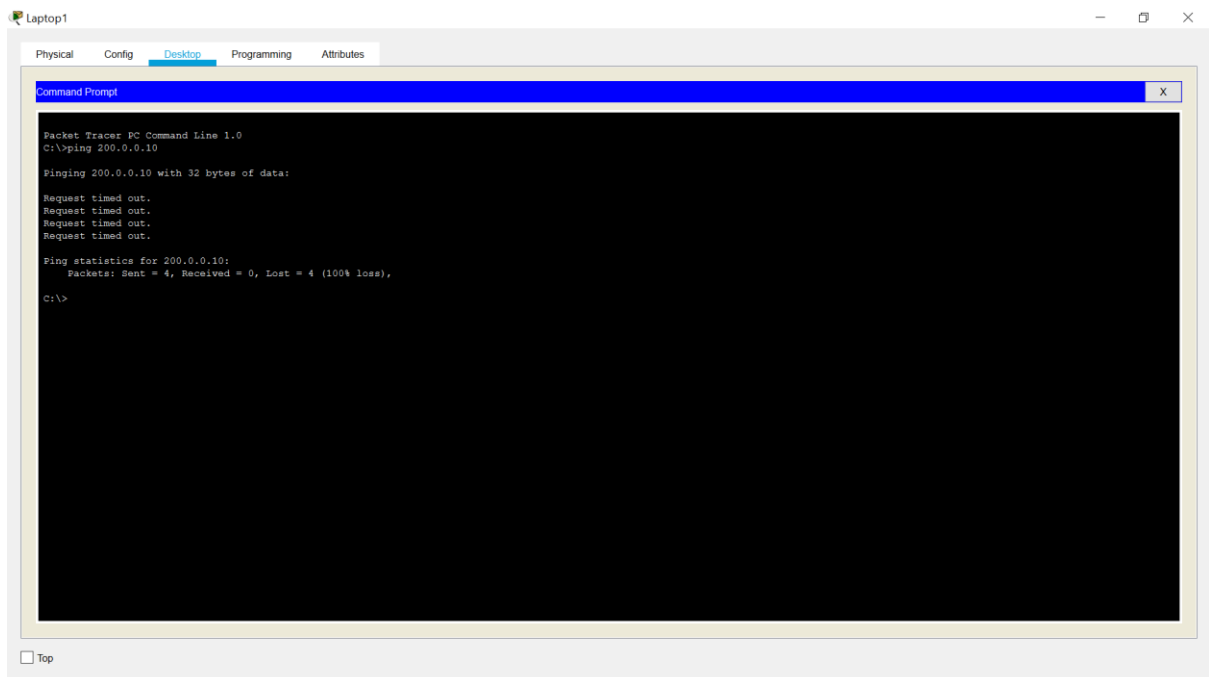 Laptop1
Physical Config Desktop Programming Attributes
Command Prompt X
Packet Tracer PC Command Line 1.0
C:\>ping 200.0.0.10
Pinging 200.0.0.10 with 32 bytes of data:
Request timed out.
Request timed out.
Request timed out.
Request timed out.
Ping statistics for 200.0.0.10:
    Packets: Sent = 4, Received = 0, Lost = 4 (100% loss),
C:\>
Top